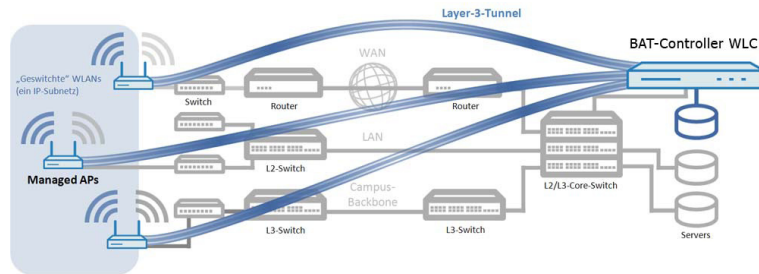 Layer-3-Tunnel
BAT-Controller WLC
WAN
„Geswitchte“ WLANs
(ein IP-Subnetz)
Switch
Router
Router
LAN
L2-Switch
Managed APs
L2/L3-Core-Switch
Campus-
Backbone
L3-Switch
L3-Switch
Servers